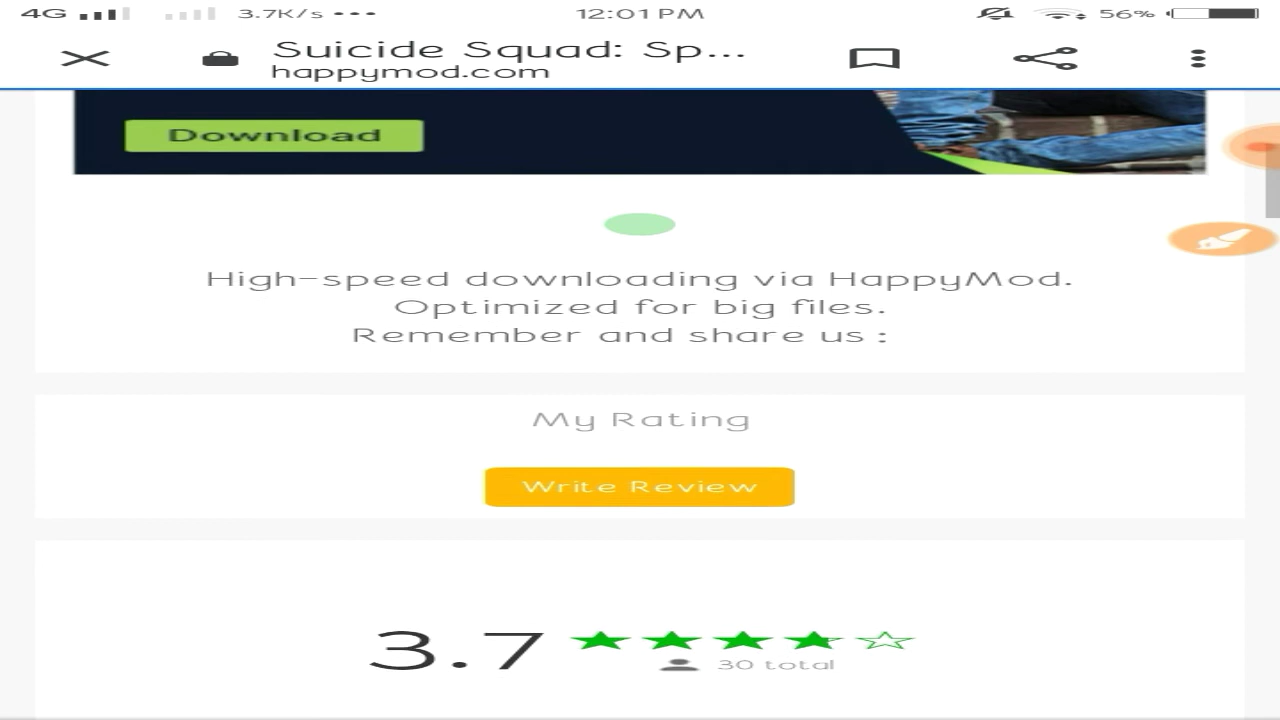 4G 3.7K/s ••• 12:01 PM 56%
Suicide Squad: Sp...
happymod.com
Download
High-speed downloading via HappyMod.
Optimized for big files.
Remember and share us :
My Rating
Write Review
3.7
30 total